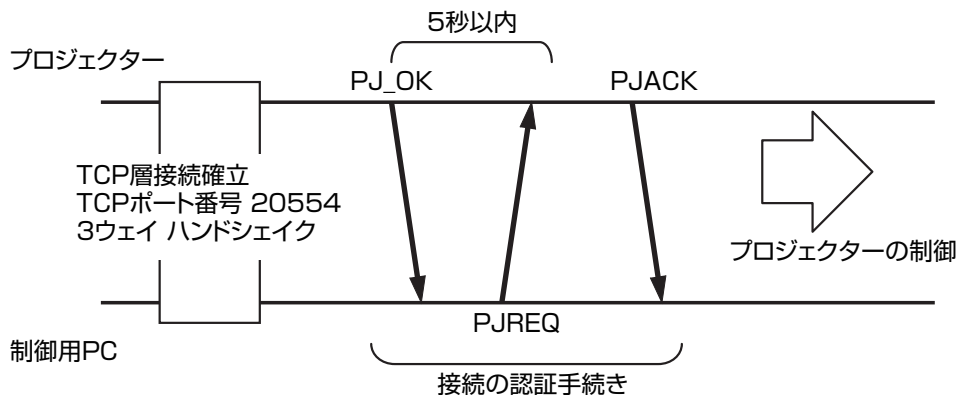 5秒以内
プロジェクター
PJ_OK
PJACK
TCP層接続確立
TCPポート番号 20554
3ウェイ ハンドシェイク
プロジェクターの制御
PJREQ
制御用PC
接続の認証手続き